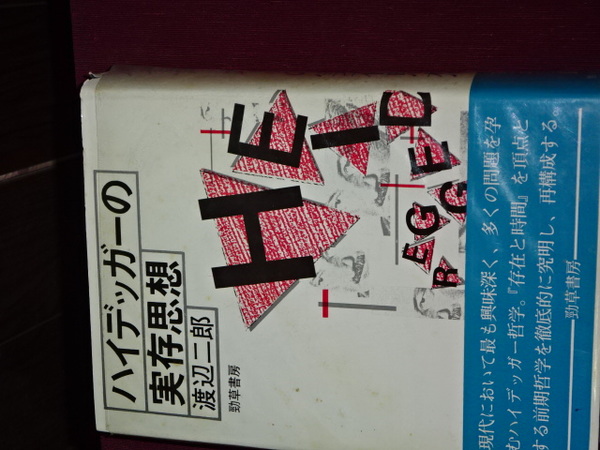 ハイデッガーの
実存思想
渡辺二郎
勁草書房
HEIDEGGER
現代において最も興味深く、多くの問題を孕
むハイデッガー哲学。『存在と時間』を頂点と
する前期哲学を徹底的に究明し、再構成する
勁草書房